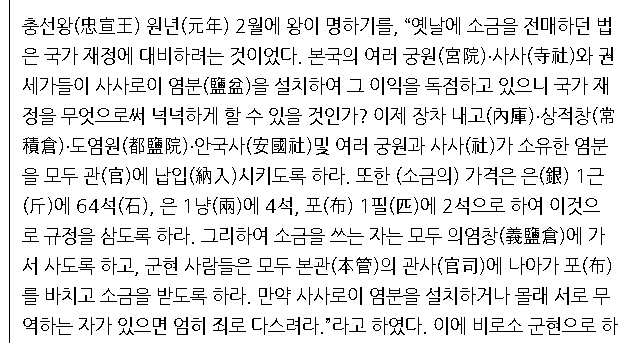 충선왕(忠宣王) 원년(元年) 2월에 왕이 명하기를, “옛날에 소금을 전매하던 법
은 국가 재정에 대비하려는 것이었다. 본국의 여러 궁원(宮院)·사사(寺社)와 권
세가들이 사사로이 염분(鹽盆)을 설치하여 그 이익을 독점하고 있으니 국가 재
정을 무엇으로써 넉넉하게 할 수 있을 것인가? 이제 장차 내고(內庫)·상적창(常
積倉)·도염원(都鹽院)·안국사(安國社)및 여러 궁원과 사사(社)가 소유한 염분
을 모두 관(官)에 납입(納入)시키도록 하라. 또한 (소금의) 가격은 은(銀) 1근
(斤)에 64석(石), 은 1냥(兩)에 4석, 포(布) 1필(匹)에 2석으로 하여 이것으
로 규정을 삼도록 하라. 그리하여 소금을 쓰는 자는 모두 의염창(義鹽倉)에 가
서 사도록 하고, 군현 사람들은 모두 본관(本管)의 관사(官司)에 나아가 포(布)
를 바치고 소금을 받도록 하라. 만약 사사로이 염분을 설치하거나 몰래 서로 무
역하는 자가 있으면 엄히 죄로 다스려라.”라고 하였다. 이에 비로소 군현으로 하